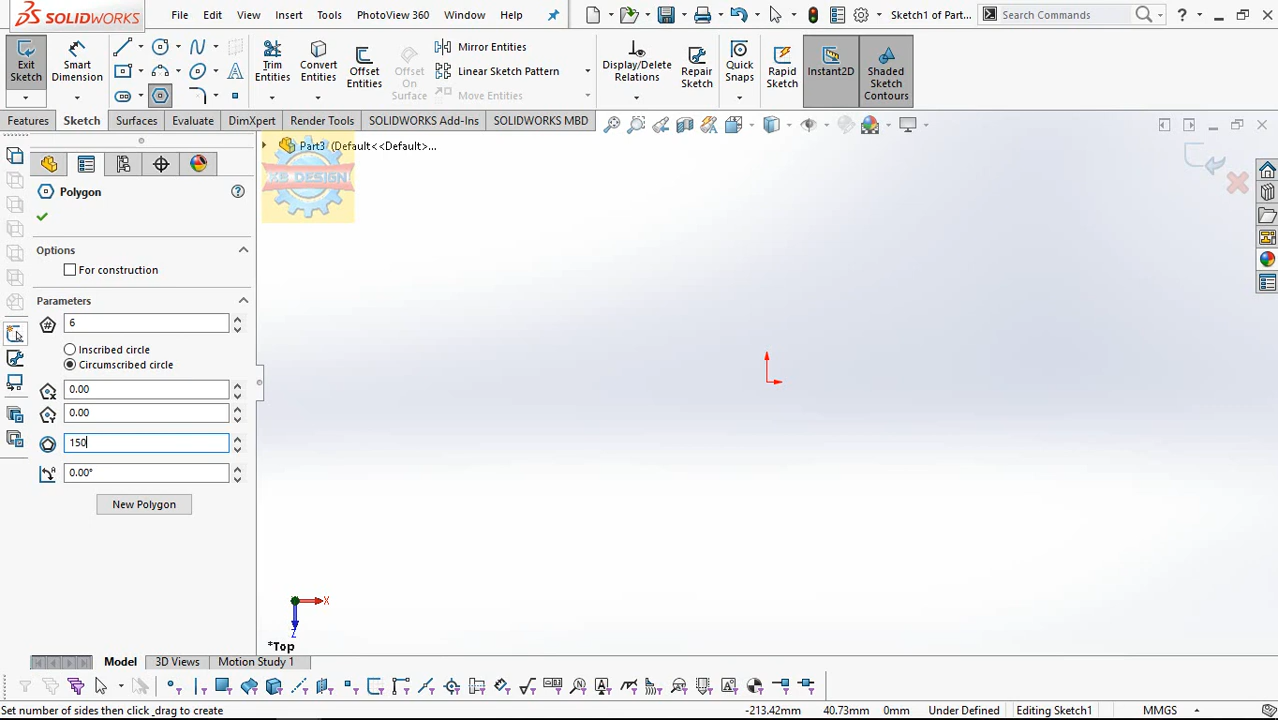 3S SOLIDWORKS
File Edit View Insert Tools PhotoView 360 Window Help
Sketch1 of Part...
Search Commands
Exit Sketch
Smart Dimension
Trim Entities
Convert Entities
Offset Entities
Offset On Surface
Mirror Entities
Linear Sketch Pattern
Move Entities
Display/Delete Relations
Repair Sketch
Quick Snaps
Rapid Sketch
Instant2D
Shaded Sketch Contours
Features Sketch Surfaces Evaluate DimXpert Render Tools SOLIDWORKS Add-Ins SOLIDWORKS MBD
Part3 (Default<<Default>...
KB DESIGN
Polygon
Options
For construction
Parameters
6
Inscribed circle
Circumscribed circle
0.00
0.00
150
0.00°
New Polygon
X
Z
*Top
Model 3D Views Motion Study 1
Set number of sides then click _drag to create
-213.42mm 40.73mm 0mm Under Defined Editing Sketch1 MMGS